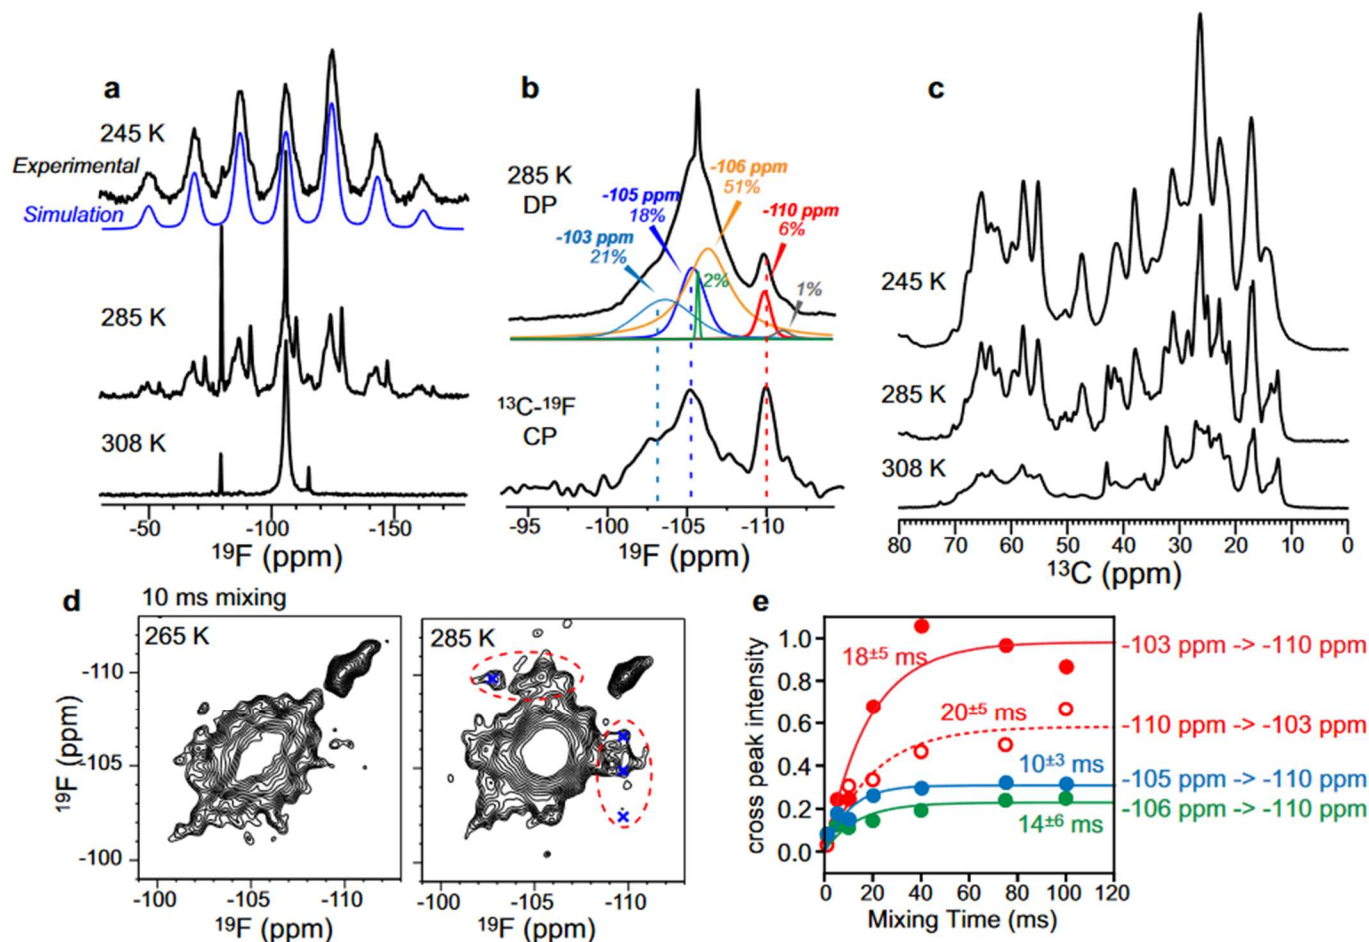 a
245 K
Experimental
Simulation
285 K
308 K
-50
-100
-150
¹⁹F (ppm)
b
285 K
DP
-106 ppm
51%
-105 ppm
18%
-110 ppm
6%
-103 ppm
21%
2%
1%
¹³C-¹⁹F
CP
-95
-100
-105
-110
¹⁹F (ppm)
c
245 K
285 K
308 K
80
70
60
50
40
30
20
10
0
¹³C (ppm)
d
10 ms mixing
265 K
285 K
-110
-105
-100
¹⁹F (ppm)
-100
-105
-110
¹⁹F (ppm)
-100
-105
-110
¹⁹F (ppm)
e
1.0
0.8
0.6
0.4
0.2
0.0
cross peak intensity
18±5 ms
20±5 ms
10±3 ms
14±6 ms
-103 ppm -> -110 ppm
-110 ppm -> -103 ppm
-105 ppm -> -110 ppm
-106 ppm -> -110 ppm
0
20
40
60
80
100
120
Mixing Time (ms)